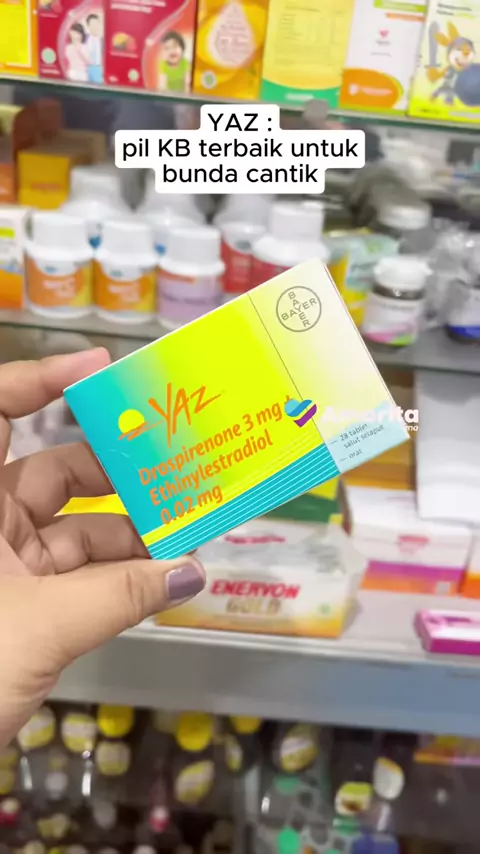 YAZ :
pil KB terbaik untuk
bunda cantik
BAYER
BAYER
YAZ
Drospirenone 3 mg
Ethinylestradiol
0.02 mg
28 tablet
salut selaput
oral
ENERVON
GOLD